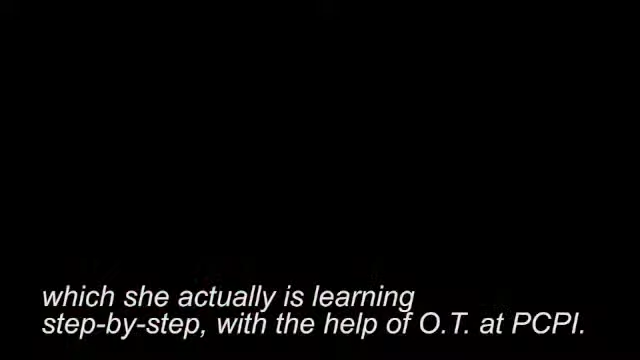 which she actually is learning
step-by-step, with the help of O.T. at PCPI.